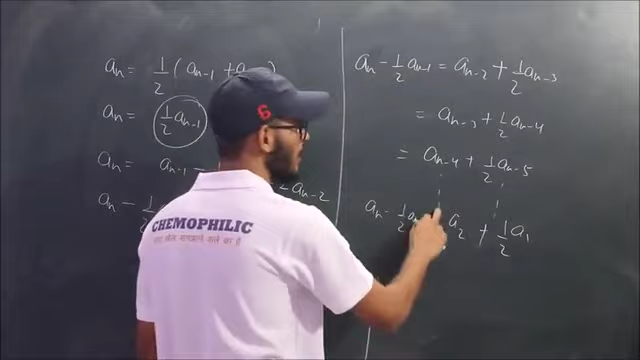 aₙ = 1/2 (aₙ₋₁ + a
aₙ = 1/2 aₙ₋₁
aₙ = aₙ₋₁ −
aₙ₋₂
aₙ − 1/
aₙ - 1/2 aₙ₋₁ = aₙ₋₂ + 1/2 aₙ₋₃
= aₙ₋₃ + 1/2 aₙ₋₄
= aₙ₋₄ + 1/2 aₙ₋₅
aₙ - 1/2 a a₂ + 1/2 a₁
CHEMOPHILIC